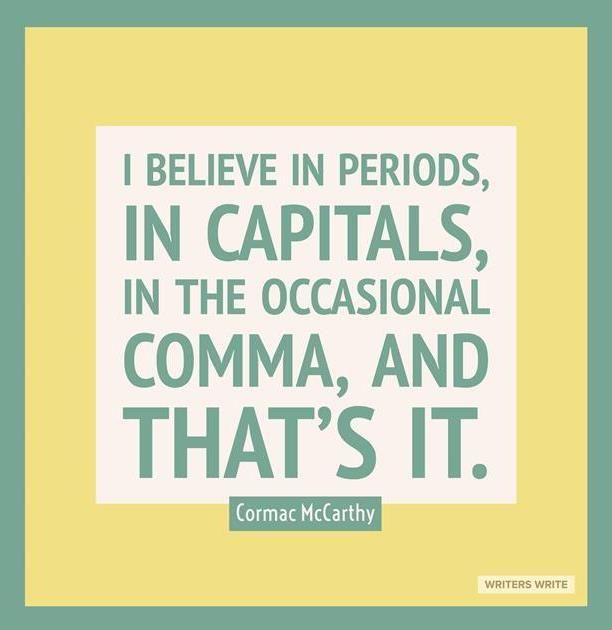 I BELIEVE IN PERIODS,
IN CAPITALS,
IN THE OCCASIONAL
COMMA, AND
THAT’S IT.
Cormac McCarthy
WRITERS WRITE